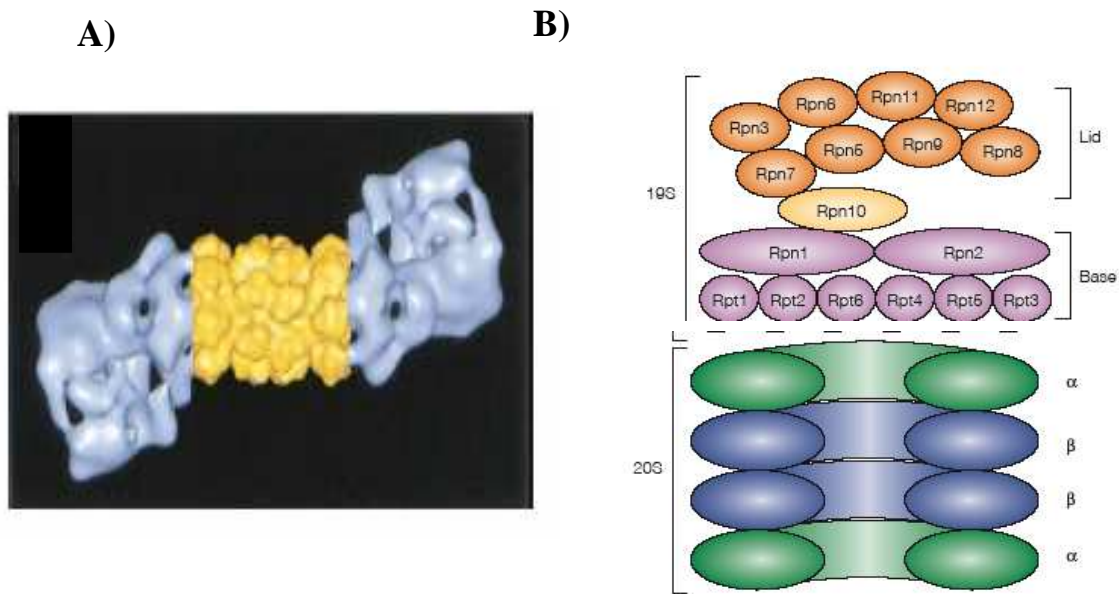 A)
B)
19S
Rpn3
Rpn6
Rpn11
Rpn12
Rpn7
Rpn5
Rpn9
Rpn8
Lid
Rpn10
Rpn1
Rpn2
Base
Rpt1
Rpt2
Rpt6
Rpt4
Rpt5
Rpt3
20S
α
β
β
α